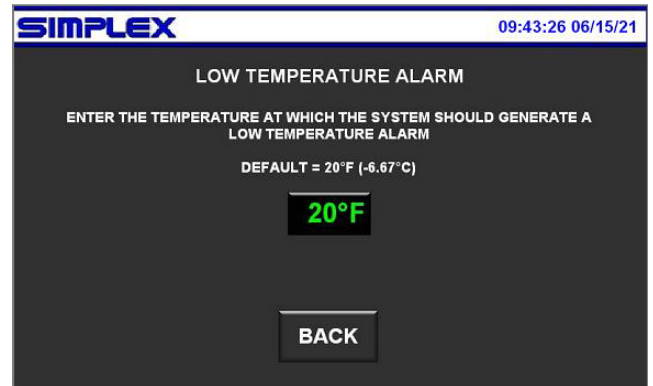 SIMPLEX
09:43:26 06/15/21
LOW TEMPERATURE ALARM
ENTER THE TEMPERATURE AT WHICH THE SYSTEM SHOULD GENERATE A
LOW TEMPERATURE ALARM
DEFAULT = 20°F (-6.67°C)
20°F
BACK